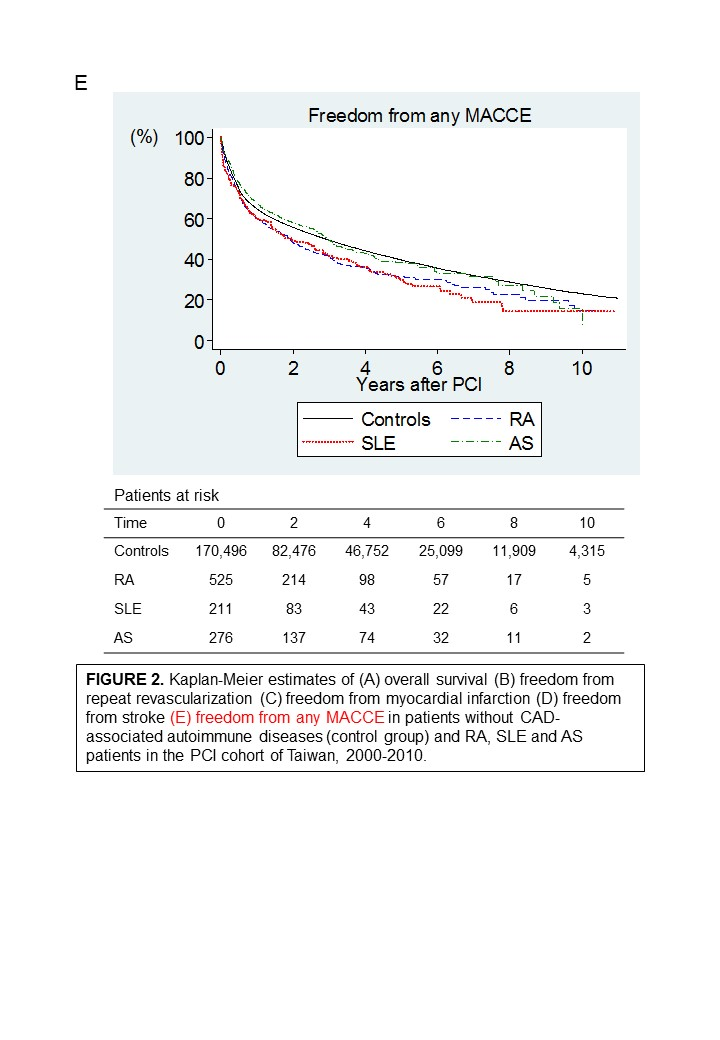 E
Freedom from any MACCE
(%)
100
80
60
40
20
0
0 2 4 6 8 10
Years after PCI
Controls RA
SLE AS
Patients at risk
Time 0 2 4 6 8 10
Controls 170,496 82,476 46,752 25,099 11,909 4,315
RA 525 214 98 57 17 5
SLE 211 83 43 22 6 3
AS 276 137 74 32 11 2
FIGURE 2. Kaplan-Meier estimates of (A) overall survival (B) freedom from
repeat revascularization (C) freedom from myocardial infarction (D) freedom
from stroke (E) freedom from any MACCE in patients without CAD-
associated autoimmune diseases (control group) and RA, SLE and AS
patients in the PCI cohort of Taiwan, 2000-2010.